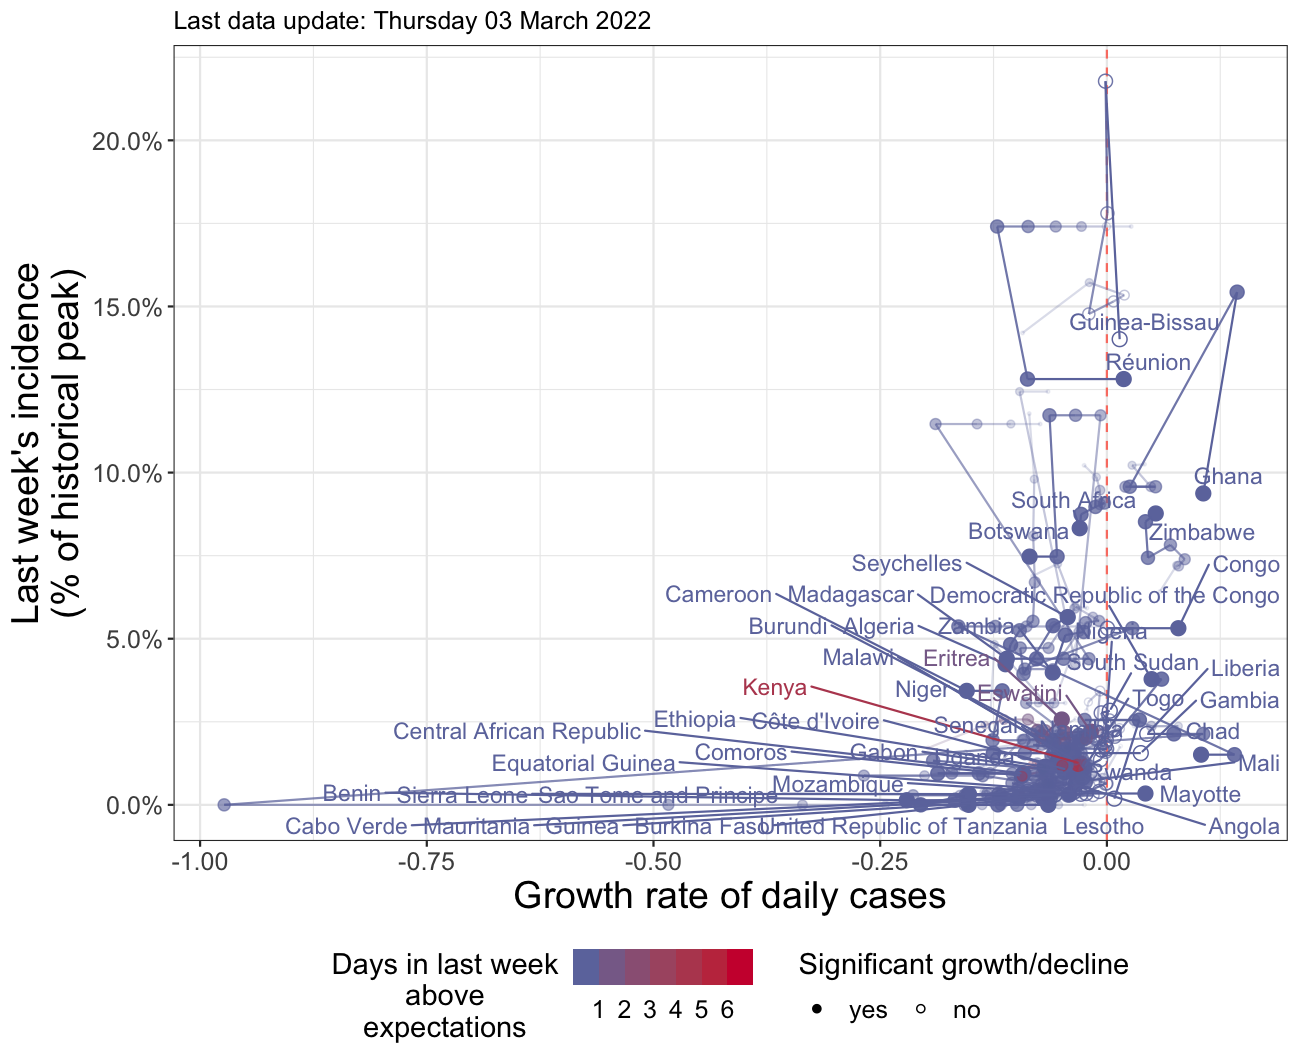 Last data update: Thursday 03 March 2022
Last week's incidence
(% of historical peak)
20.0%
15.0%
10.0%
5.0%
0.0%
Guinea-Bissau
Réunion
Ghana
South Africa
Botswana
Zimbabwe
Seychelles
Congo
Cameroon
Madagascar
Democratic Republic of the Congo
Burundi
Algeria
Zambia
Nigeria
Malawi
Eritrea
South Sudan
Liberia
Kenya
Niger
Eswatini
Togo
Gambia
Ethiopia
Côte d'Ivoire
Senegal
Central African Republic
Chad
Comoros
Gabon
Uganda
Equatorial Guinea
Mali
Rwanda
Mozambique
Benin
Sierra Leone
Sao Tome and Principe
Mayotte
Cabo Verde
Mauritania
Guinea
Burkina Faso
United Republic of Tanzania
Lesotho
Angola
-1.00
-0.75
-0.50
-0.25
0.00
Growth rate of daily cases
Days in last week
above
expectations
1 2 3 4 5 6
Significant growth/decline
yes
no